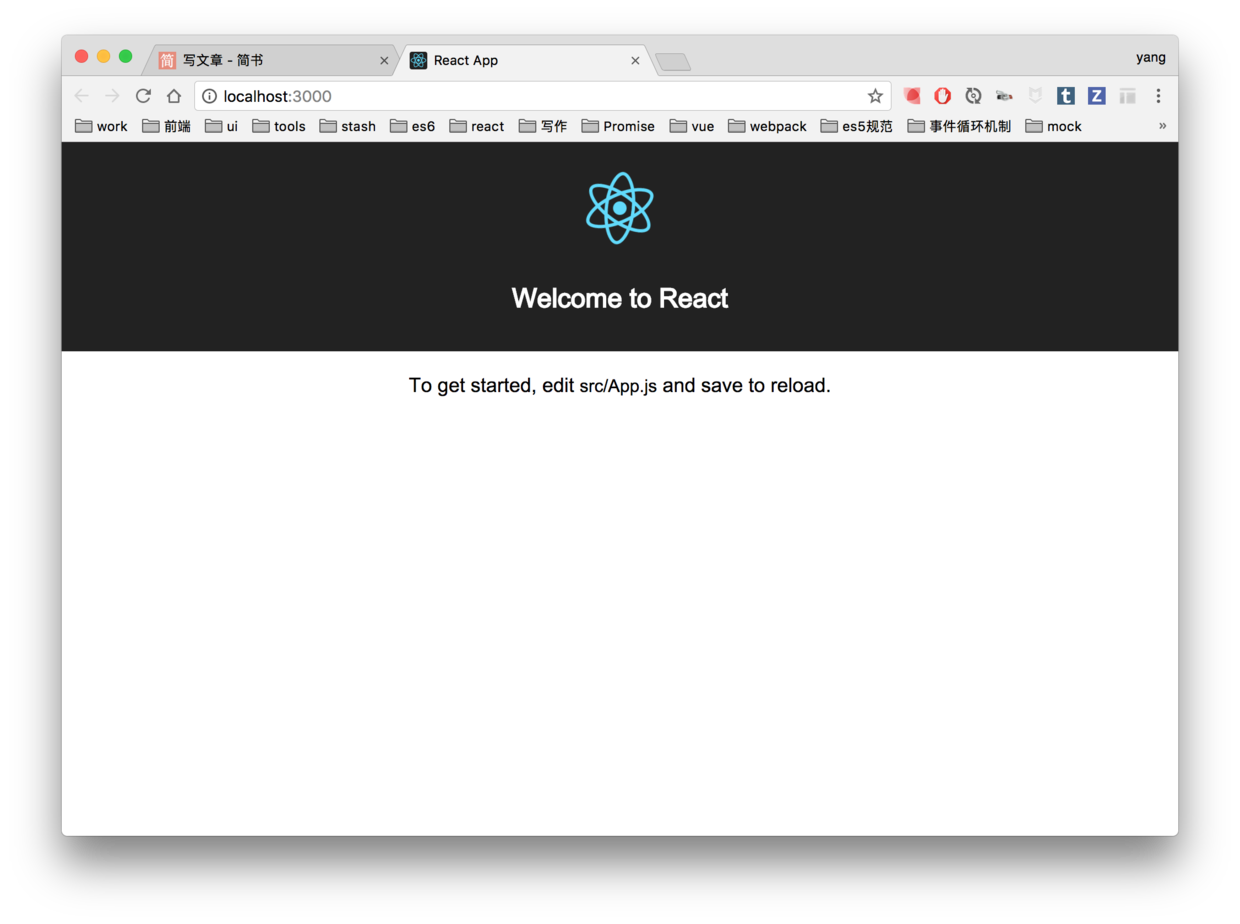 简 写文章 - 简书 React App yang
localhost:3000 t Z
work 前端 ui tools stash es6 react 写作 Promise vue webpack es5规范 事件循环机制 mock »
Welcome to React
To get started, edit src/App.js and save to reload.